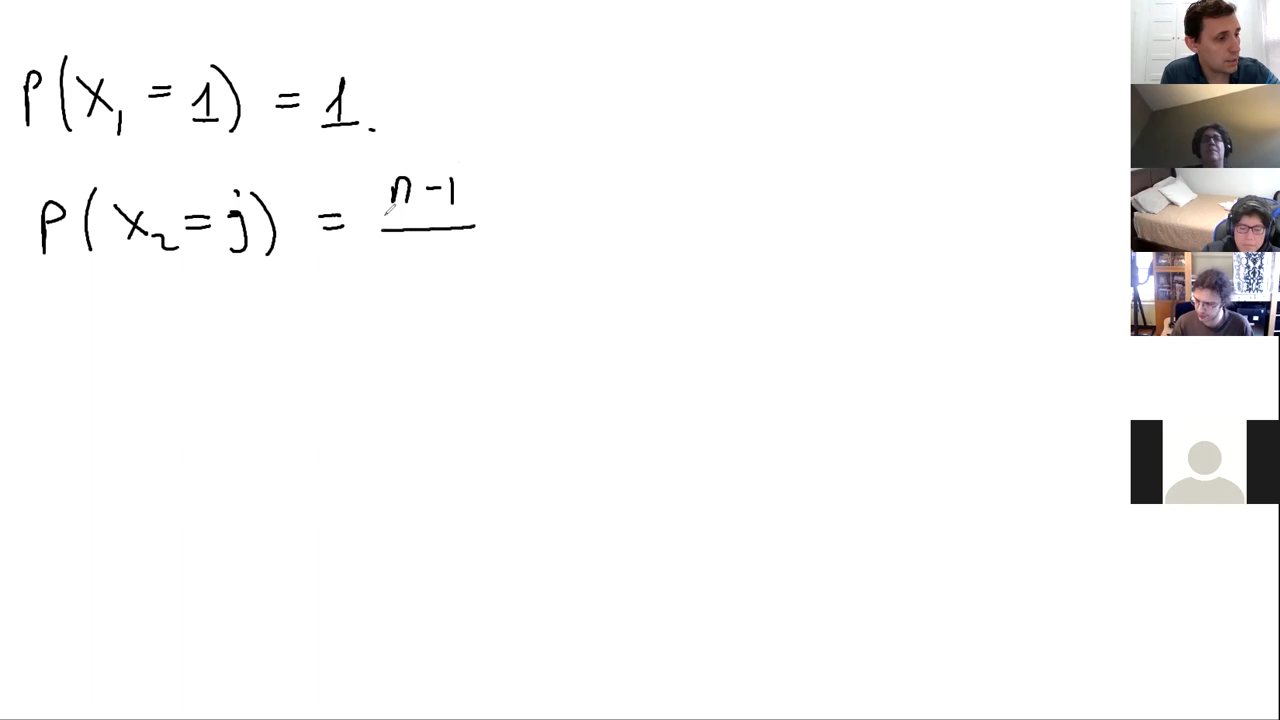 P(X₁ = 1) = 1.
P(X₂ = j) = n-1